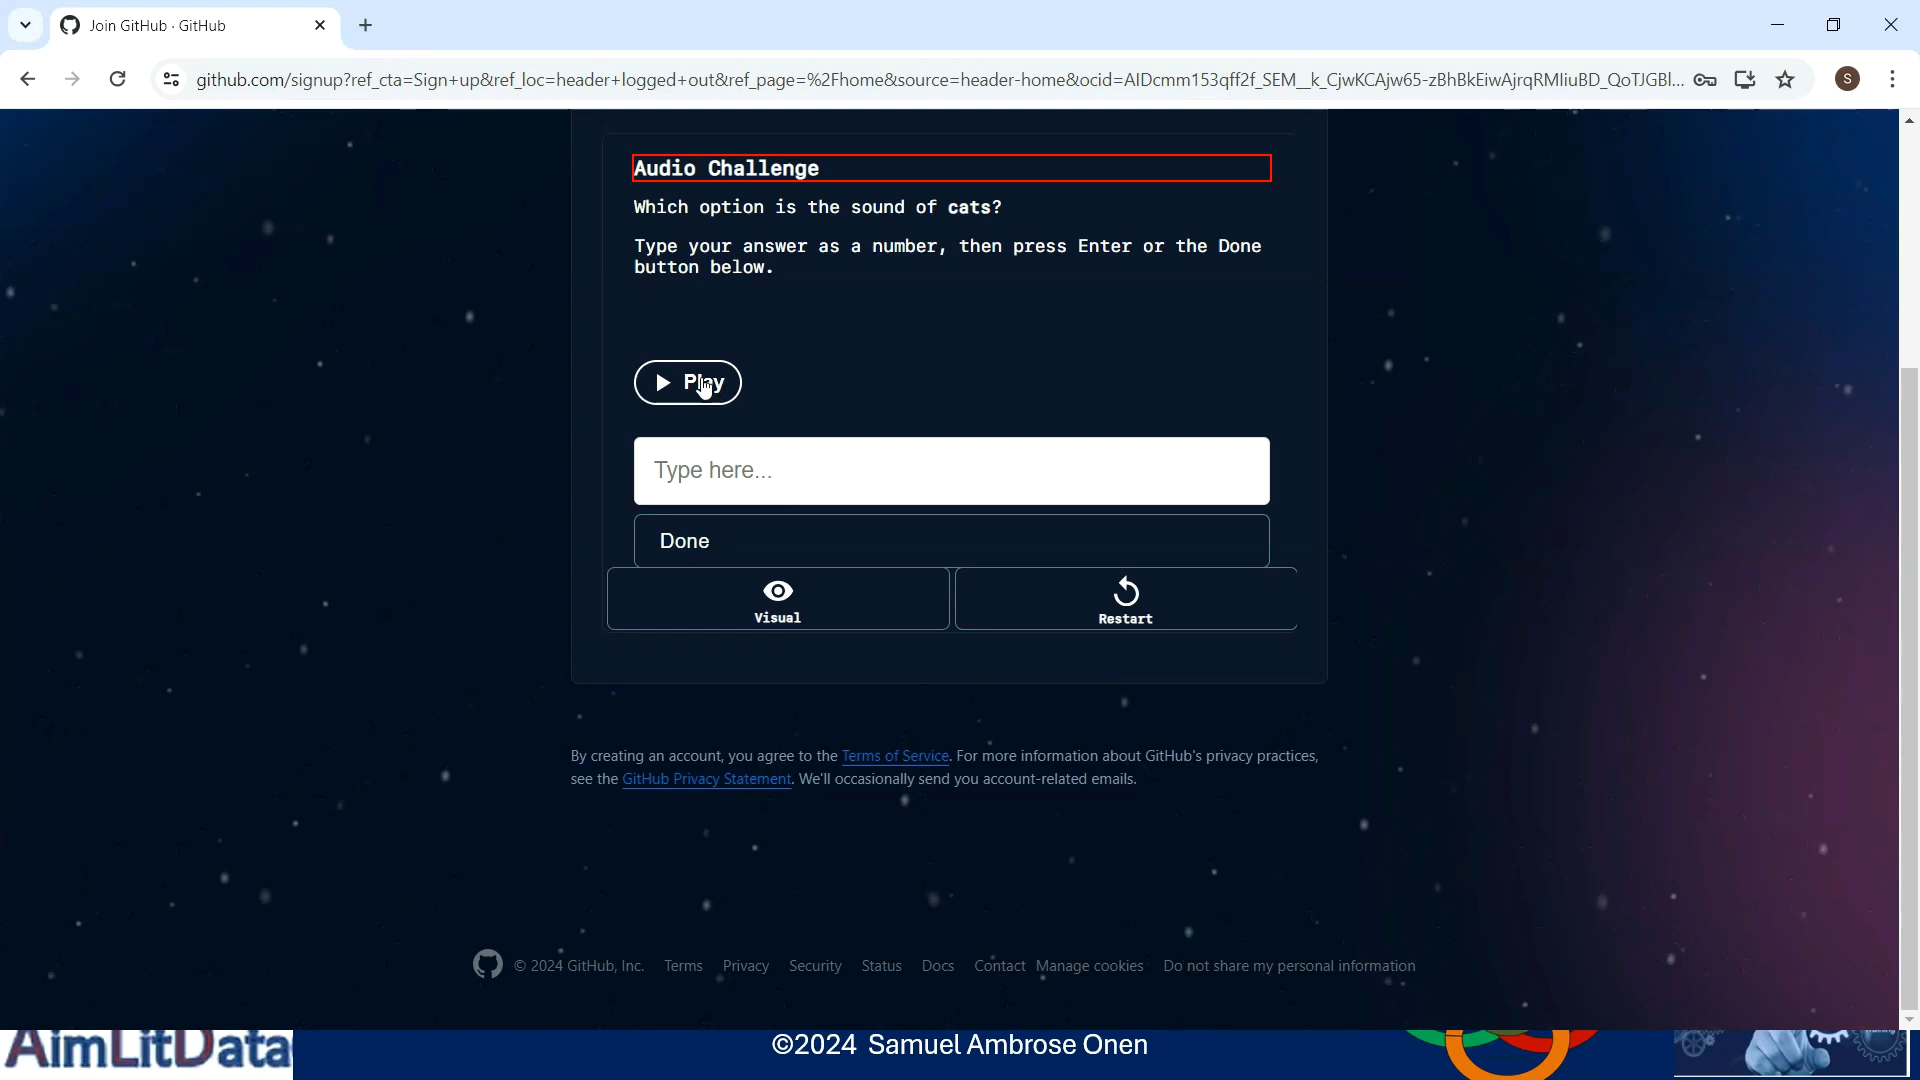 Join GitHub · GitHub
github.com/signup?ref_cta=Sign+up&ref_loc=header+logged+out&ref_page=%2Fhome&source=header-home&ocid=AIDcmm153qff2f_SEM__k_CjwKCAjw65-zBhBkEiwAjrqRMIiuBD_QoTJGBl...
S
Audio Challenge
Which option is the sound of cats?
Type your answer as a number, then press Enter or the Done
button below.
Play
Type here...
Done
Visual
Restart
By creating an account, you agree to the Terms of Service. For more information about GitHub's privacy practices,
see the GitHub Privacy Statement. We'll occasionally send you account-related emails.
© 2024 GitHub, Inc. Terms Privacy Security Status Docs Contact Manage cookies Do not share my personal information
AimLitData
©2024 Samuel Ambrose Onen